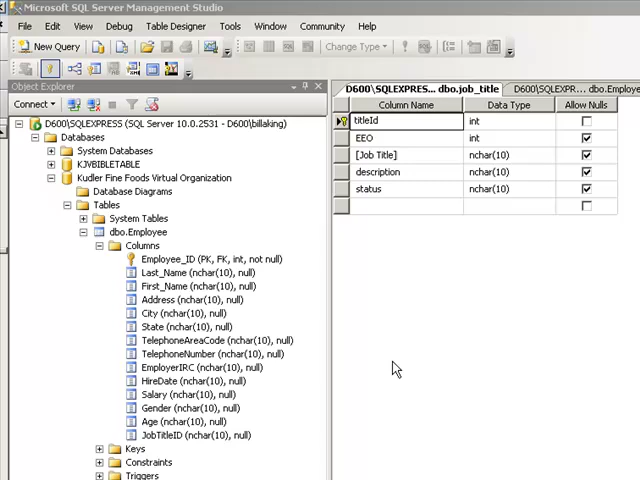 Microsoft SQL Server Management Studio
File Edit View Debug Table Designer Tools Window Community Help
New Query
Change Type
Object Explorer
Connect
D600\SQLEXPRESS (SQL Server 10.0.2531 - D600\billaking)
Databases
System Databases
KJVBIBLETABLE
Kudler Fine Foods Virtual Organization
Database Diagrams
Tables
System Tables
dbo.Employee
Columns
Employee_ID (PK, FK, int, not null)
Last_Name (nchar(10), null)
First_Name (nchar(10), null)
Address (nchar(10), null)
City (nchar(10), null)
State (nchar(10), null)
TelephoneAreaCode (nchar(10), null)
TelephoneNumber (nchar(10), null)
EmployerIRC (nchar(10), null)
HireDate (nchar(10), null)
Salary (nchar(10), null)
Gender (nchar(10), null)
Age (nchar(10), null)
JobTitleID (nchar(10), null)
Keys
Constraints
Triggers
D600\SQLEXPRES... dbo.job_title D600\SQLEXPR... dbo.Employe
Column Name Data Type Allow Nulls
titleId int
EEO int
[Job Title] nchar(10)
description nchar(10)
status nchar(10)